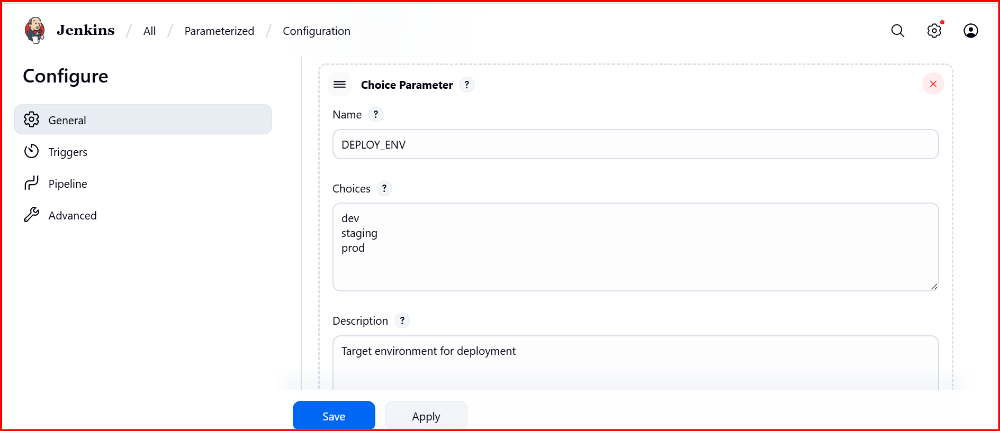 Jenkins / All / Parameterized / Configuration
Configure
General
Triggers
Pipeline
Advanced
Choice Parameter ?
Name ?
DEPLOY_ENV
Choices ?
dev
staging
prod
Description ?
Target environment for deployment
Save
Apply